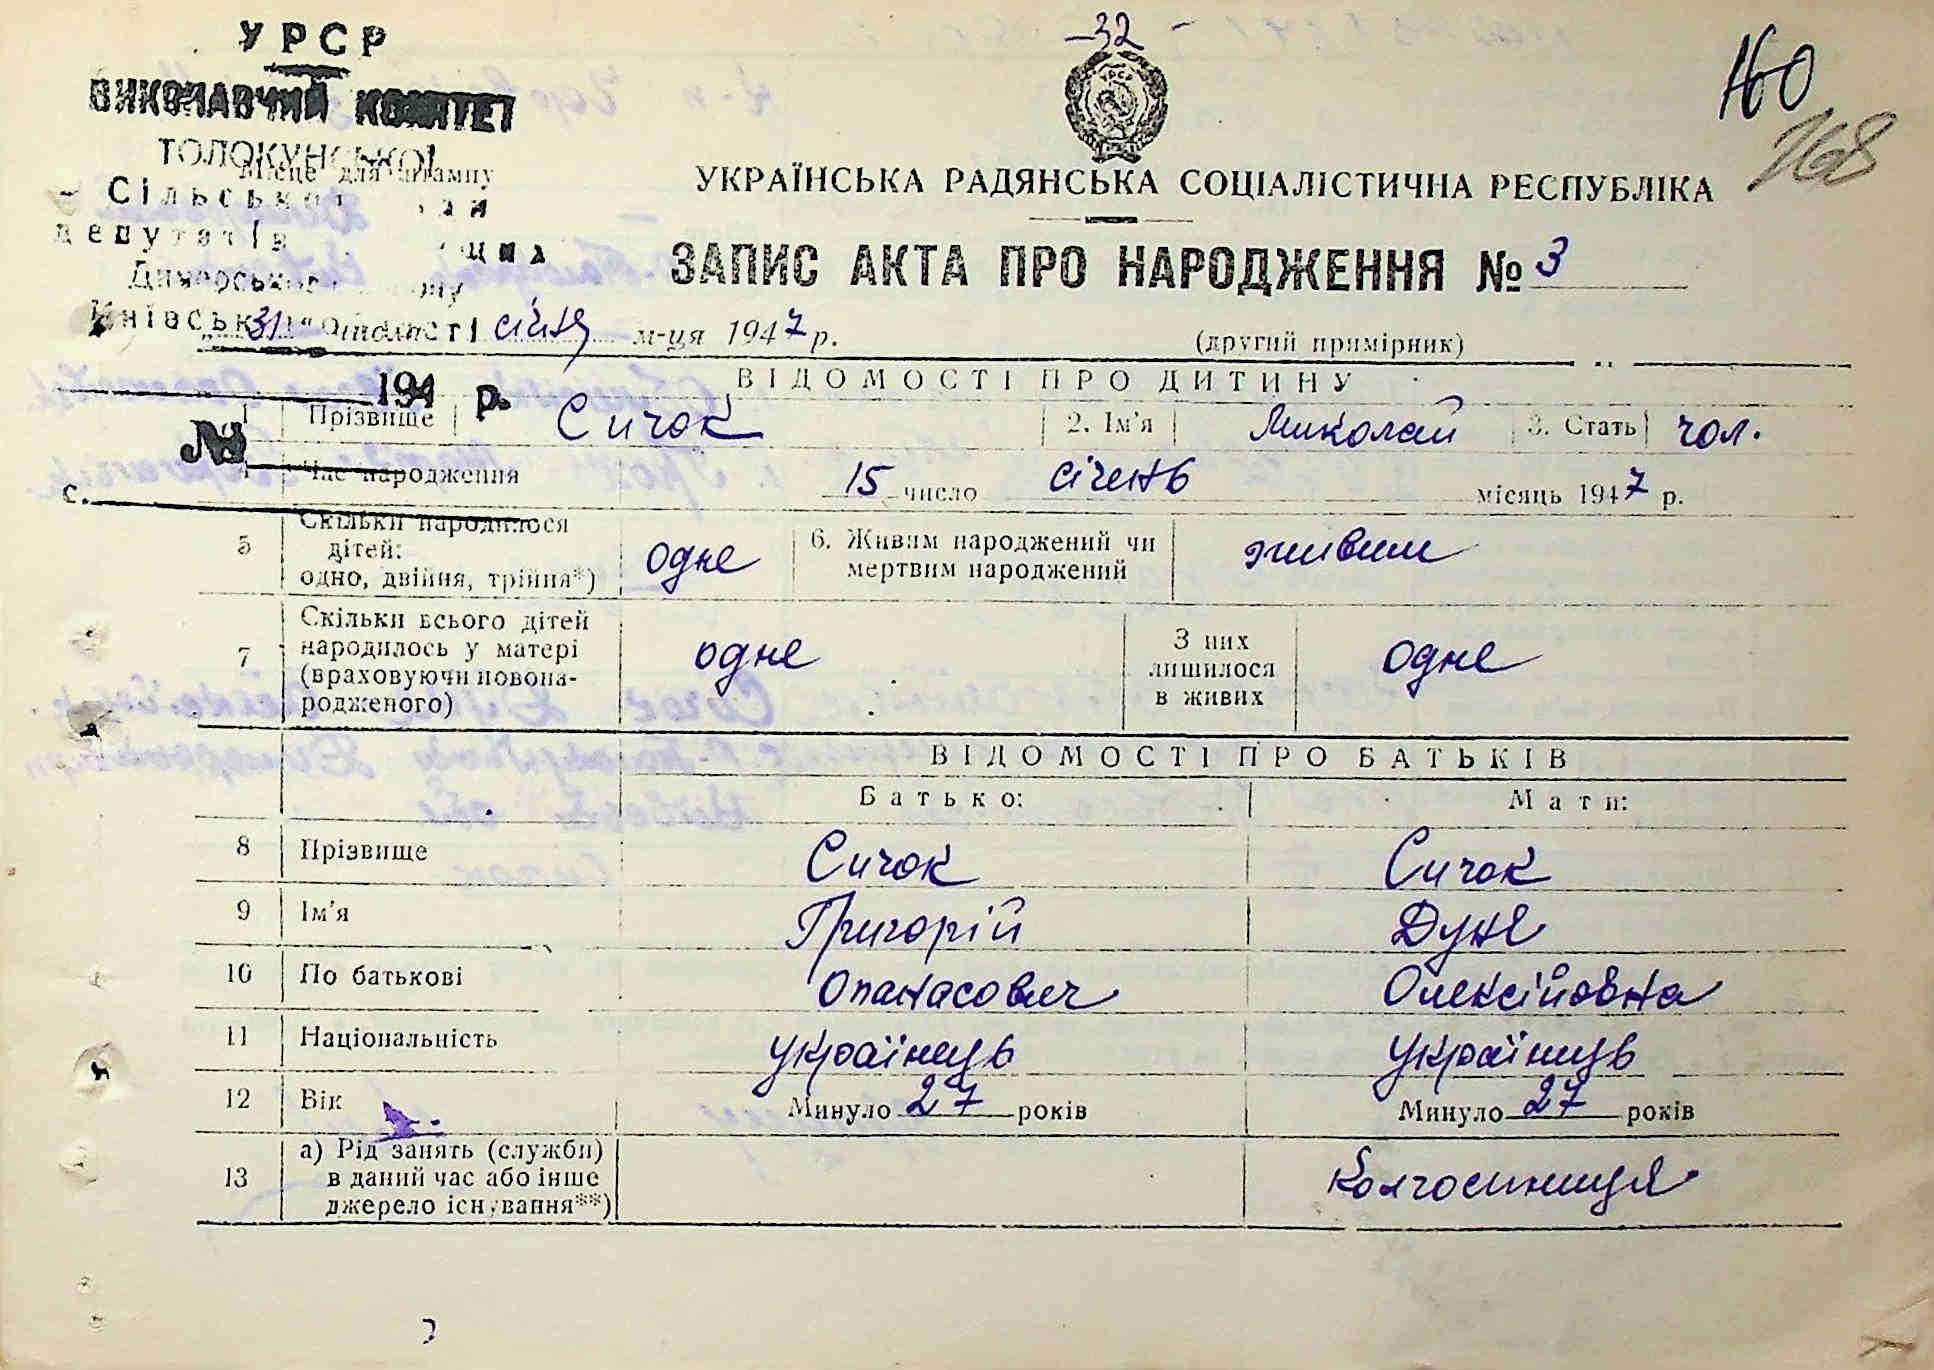 УРСР
ВИКОНАВЧИЙ КОМІТЕТ
ТОЛОКУНСЬКОЇ
Місце для штампу
Сільської
депутатів
Димерського
Київської області
194 р.
№
с.
-32-
160
168
УКРАЇНСЬКА РАДЯНСЬКА СОЦІАЛІСТИЧНА РЕСПУБЛІКА
ЗАПИС АКТА ПРО НАРОДЖЕННЯ № 3
„31“ січня м-ця 1947 р. (другий примірник)
ВІДОМОСТІ ПРО ДИТИНУ
1 Прізвище Сичок 2. Ім'я Миколай 3. Стать чол.
4 Час народження 15 число січень місяць 1947 р.
5 Скільки народилося дітей: одно, двійня, трійня*) одне 6. Живим народжений чи мертвим народжений живим
7 Скільки всього дітей народилось у матері (враховуючи новонародженого) одне З них лишилося в живих одне
ВІДОМОСТІ ПРО БАТЬКІВ
Батько: Мати:
8 Прізвище Сичок Сичок
9 Ім'я Григорій Дуня
10 По батькові Опанасович Олексійовна
11 Національність українець українць
12 Вік Минуло 27 років Минуло 27 років
13 а) Рід занять (служби) в даний час або інше джерело існування**) Колгоспниця